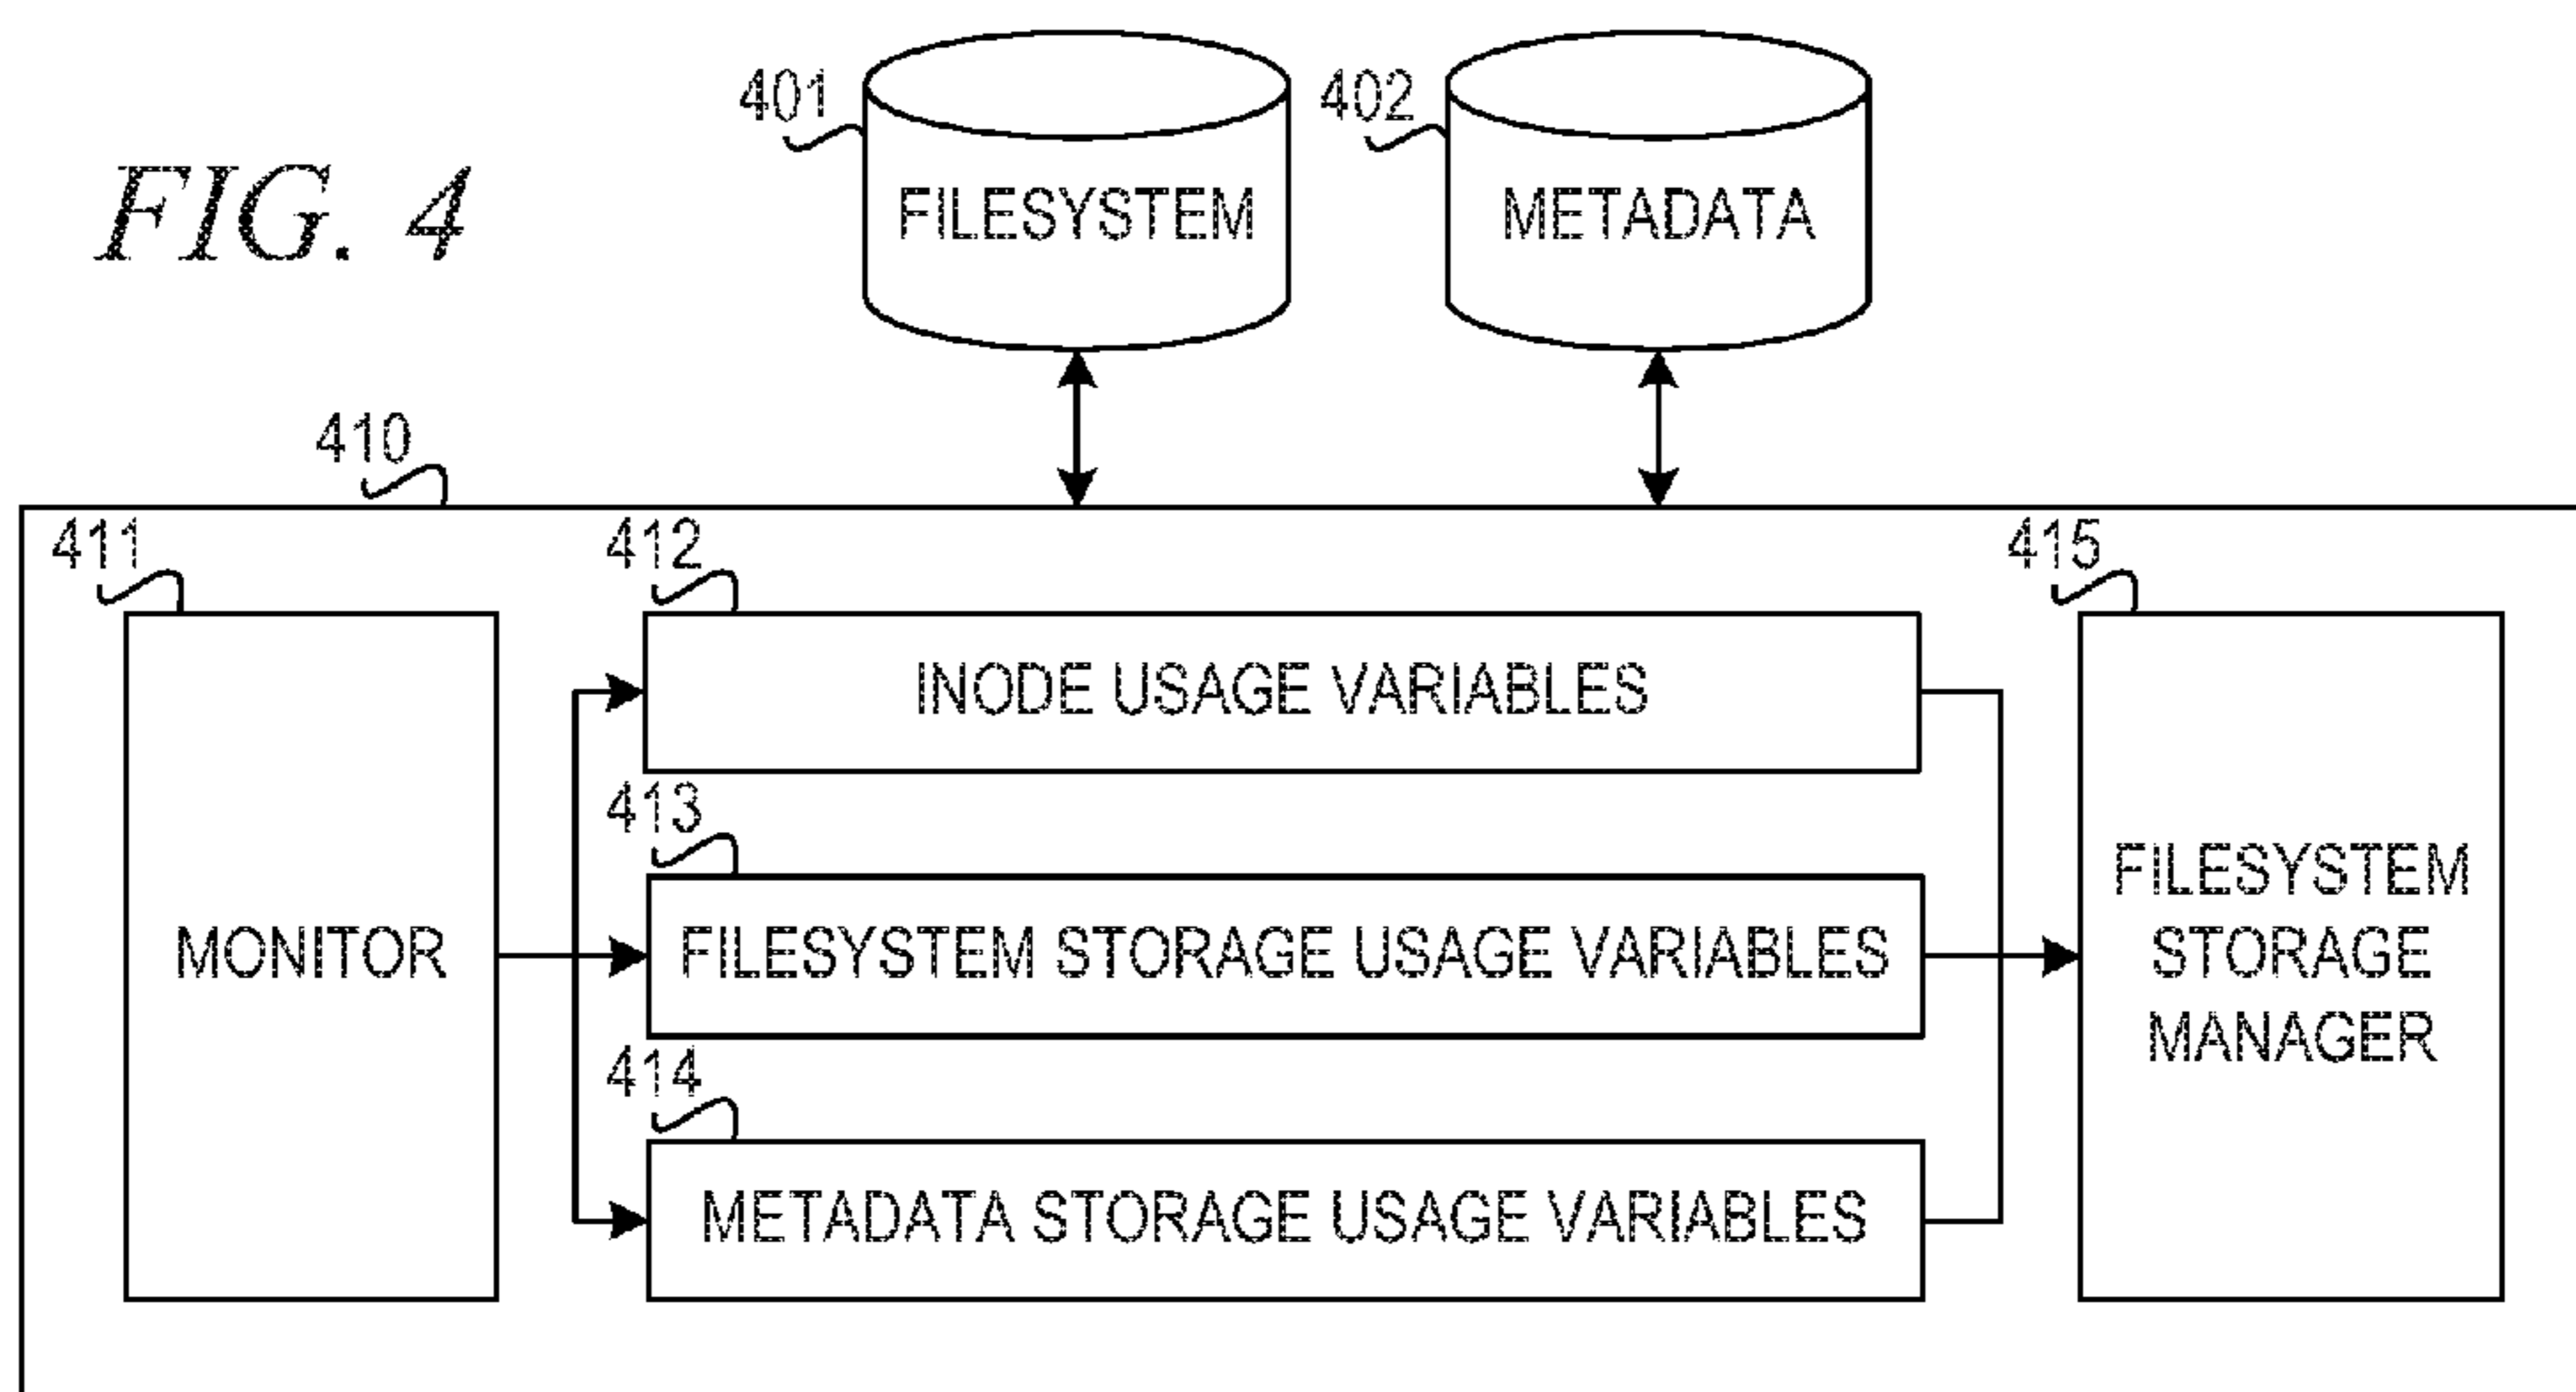 401
402
FIG. 4
FILESYSTEM
METADATA
410
411
412
415
INODE USAGE VARIABLES
413
MONITOR
FILESYSTEM STORAGE USAGE VARIABLES
FILESYSTEM
STORAGE
MANAGER
414
METADATA STORAGE USAGE VARIABLES